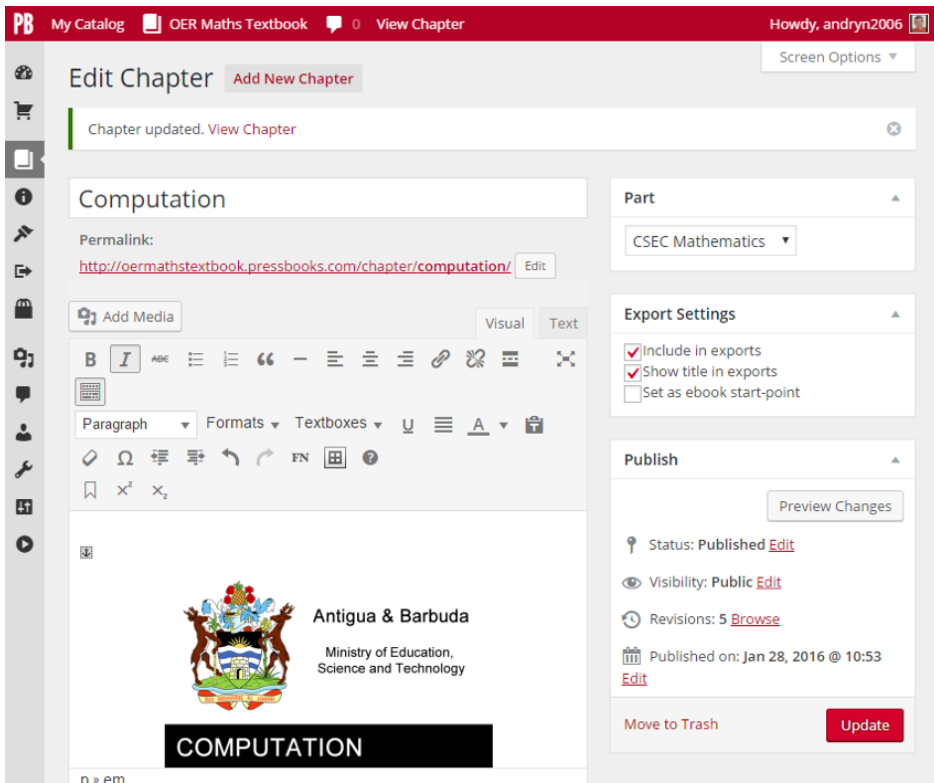 PB My Catalog OER Maths Textbook 0 View Chapter Howdy, andryn2006
Screen Options
Edit Chapter Add New Chapter
Chapter updated. View Chapter
Computation
Permalink:
http://oermathstextbook.pressbooks.com/chapter/computation/ Edit
Add Media
Visual Text
B I ABE
Paragraph Formats Textboxes U A T
Ω FN
x² x₂
Antigua & Barbuda
Ministry of Education,
Science and Technology
COMPUTATION
p » em
Part
CSEC Mathematics
Export Settings
Include in exports
Show title in exports
Set as ebook start-point
Publish
Preview Changes
Status: Published Edit
Visibility: Public Edit
Revisions: 5 Browse
Published on: Jan 28, 2016 @ 10:53
Edit
Move to Trash Update